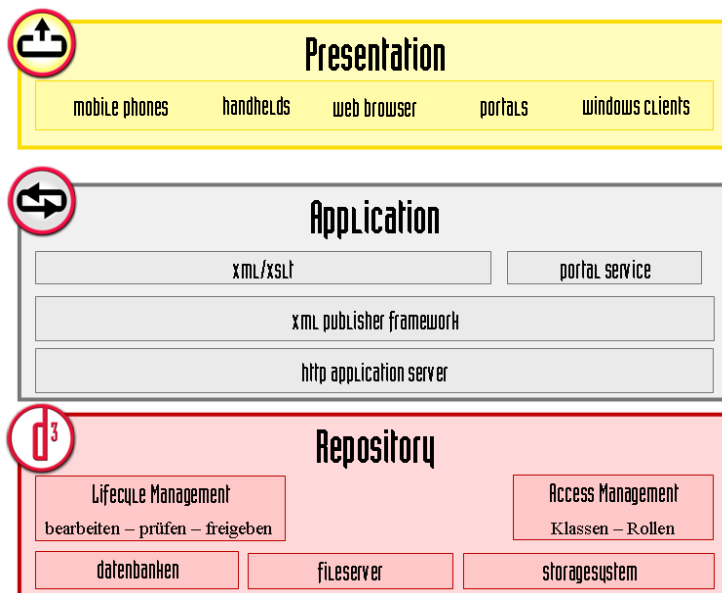 Presentation
mobile phones handhelds web browser portals windows clients
Application
xml/xslt portal service
xml publisher framework
http application server
d³
Repository
Lifecyle Management Access Management
bearbeiten – prüfen – freigeben Klassen – Rollen
datenbanken fileserver storagesystem